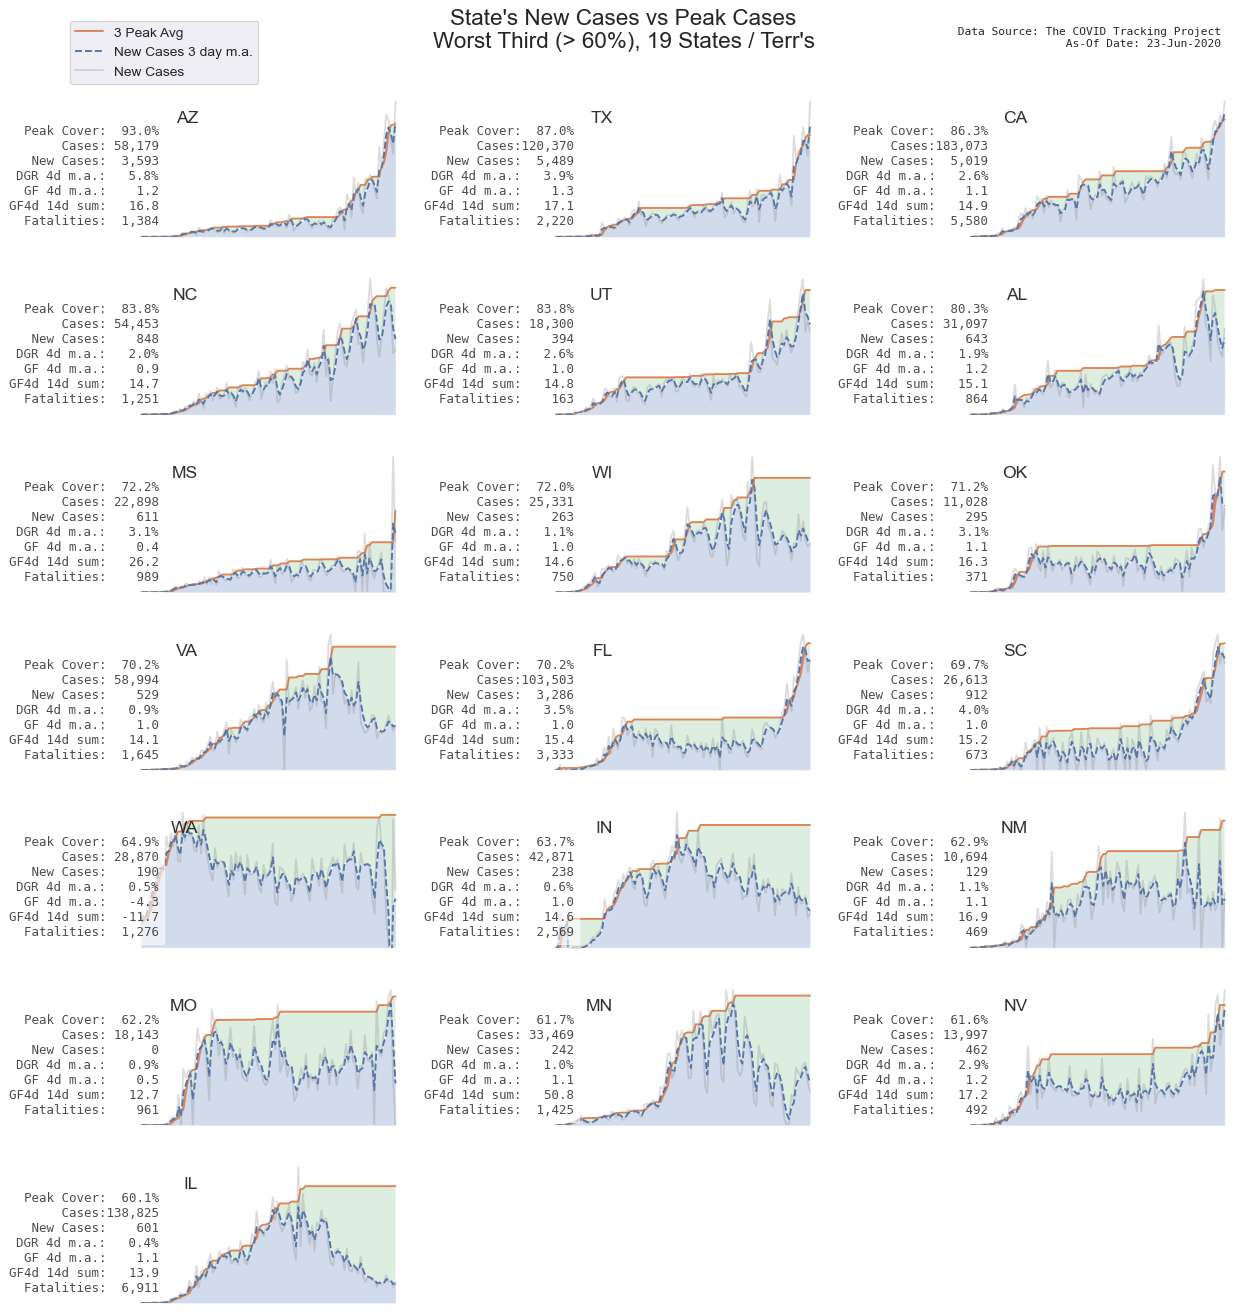 State's New Cases vs Peak Cases
Worst Third (> 60%), 19 States / Terr's
3 Peak Avg
New Cases 3 day m.a.
New Cases
Data Source: The COVID Tracking Project
As-Of Date: 23-Jun-2020
AZ
Peak Cover: 93.0%
Cases: 58,179
New Cases: 3,593
DGR 4d m.a.: 5.8%
GF 4d m.a.: 1.2
GF4d 14d sum: 16.8
Fatalities: 1,384
TX
Peak Cover: 87.0%
Cases:120,370
New Cases: 5,489
DGR 4d m.a.: 3.9%
GF 4d m.a.: 1.3
GF4d 14d sum: 17.1
Fatalities: 2,220
CA
Peak Cover: 86.3%
Cases:183,073
New Cases: 5,019
DGR 4d m.a.: 2.6%
GF 4d m.a.: 1.1
GF4d 14d sum: 14.9
Fatalities: 5,580
NC
Peak Cover: 83.8%
Cases: 54,453
New Cases: 848
DGR 4d m.a.: 2.0%
GF 4d m.a.: 0.9
GF4d 14d sum: 14.7
Fatalities: 1,251
UT
Peak Cover: 83.8%
Cases: 18,300
New Cases: 394
DGR 4d m.a.: 2.6%
GF 4d m.a.: 1.0
GF4d 14d sum: 14.8
Fatalities: 163
AL
Peak Cover: 80.3%
Cases: 31,097
New Cases: 643
DGR 4d m.a.: 1.9%
GF 4d m.a.: 1.2
GF4d 14d sum: 15.1
Fatalities: 864
MS
Peak Cover: 72.2%
Cases: 22,898
New Cases: 611
DGR 4d m.a.: 3.1%
GF 4d m.a.: 0.4
GF4d 14d sum: 26.2
Fatalities: 989
WI
Peak Cover: 72.0%
Cases: 25,331
New Cases: 263
DGR 4d m.a.: 1.1%
GF 4d m.a.: 1.0
GF4d 14d sum: 14.6
Fatalities: 750
OK
Peak Cover: 71.2%
Cases: 11,028
New Cases: 295
DGR 4d m.a.: 3.1%
GF 4d m.a.: 1.1
GF4d 14d sum: 16.3
Fatalities: 371
VA
Peak Cover: 70.2%
Cases: 58,994
New Cases: 529
DGR 4d m.a.: 0.9%
GF 4d m.a.: 1.0
GF4d 14d sum: 14.1
Fatalities: 1,645
FL
Peak Cover: 70.2%
Cases:103,503
New Cases: 3,286
DGR 4d m.a.: 3.5%
GF 4d m.a.: 1.0
GF4d 14d sum: 15.4
Fatalities: 3,333
SC
Peak Cover: 69.7%
Cases: 26,613
New Cases: 912
DGR 4d m.a.: 4.0%
GF 4d m.a.: 1.0
GF4d 14d sum: 15.2
Fatalities: 673
WA
Peak Cover: 64.9%
Cases: 28,870
New Cases: 190
DGR 4d m.a.: 0.5%
GF 4d m.a.: -4.3
GF4d 14d sum: -11.7
Fatalities: 1,276
IN
Peak Cover: 63.7%
Cases: 42,871
New Cases: 238
DGR 4d m.a.: 0.6%
GF 4d m.a.: 1.0
GF4d 14d sum: 14.6
Fatalities: 2,569
NM
Peak Cover: 62.9%
Cases: 10,694
New Cases: 129
DGR 4d m.a.: 1.1%
GF 4d m.a.: 1.1
GF4d 14d sum: 16.9
Fatalities: 469
MO
Peak Cover: 62.2%
Cases: 18,143
New Cases: 0
DGR 4d m.a.: 0.9%
GF 4d m.a.: 0.5
GF4d 14d sum: 12.7
Fatalities: 961
MN
Peak Cover: 61.7%
Cases: 33,469
New Cases: 242
DGR 4d m.a.: 1.0%
GF 4d m.a.: 1.1
GF4d 14d sum: 50.8
Fatalities: 1,425
NV
Peak Cover: 61.6%
Cases: 13,997
New Cases: 462
DGR 4d m.a.: 2.9%
GF 4d m.a.: 1.2
GF4d 14d sum: 17.2
Fatalities: 492
IL
Peak Cover: 60.1%
Cases:138,825
New Cases: 601
DGR 4d m.a.: 0.4%
GF 4d m.a.: 1.1
GF4d 14d sum: 13.9
Fatalities: 6,911